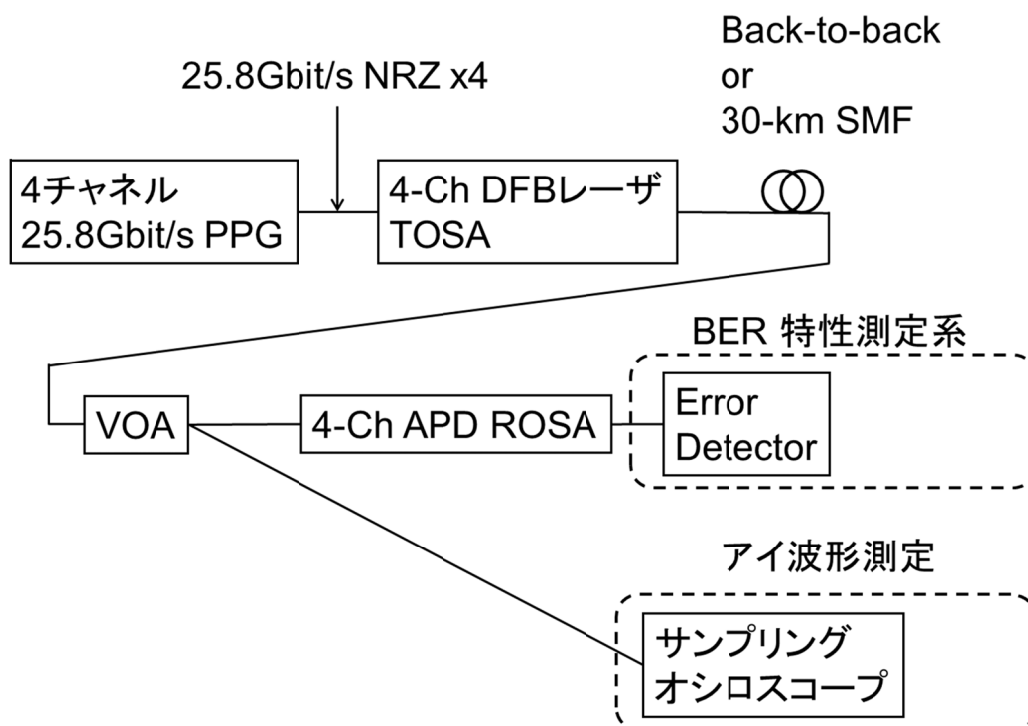 Back-to-back
or
30-km SMF
25.8Gbit/s NRZ x4
4チャネル
25.8Gbit/s PPG
4-Ch DFBレーザ
TOSA
BER 特性測定系
VOA
4-Ch APD ROSA
Error
Detector
アイ波形測定
サンプリング
オシロスコープ